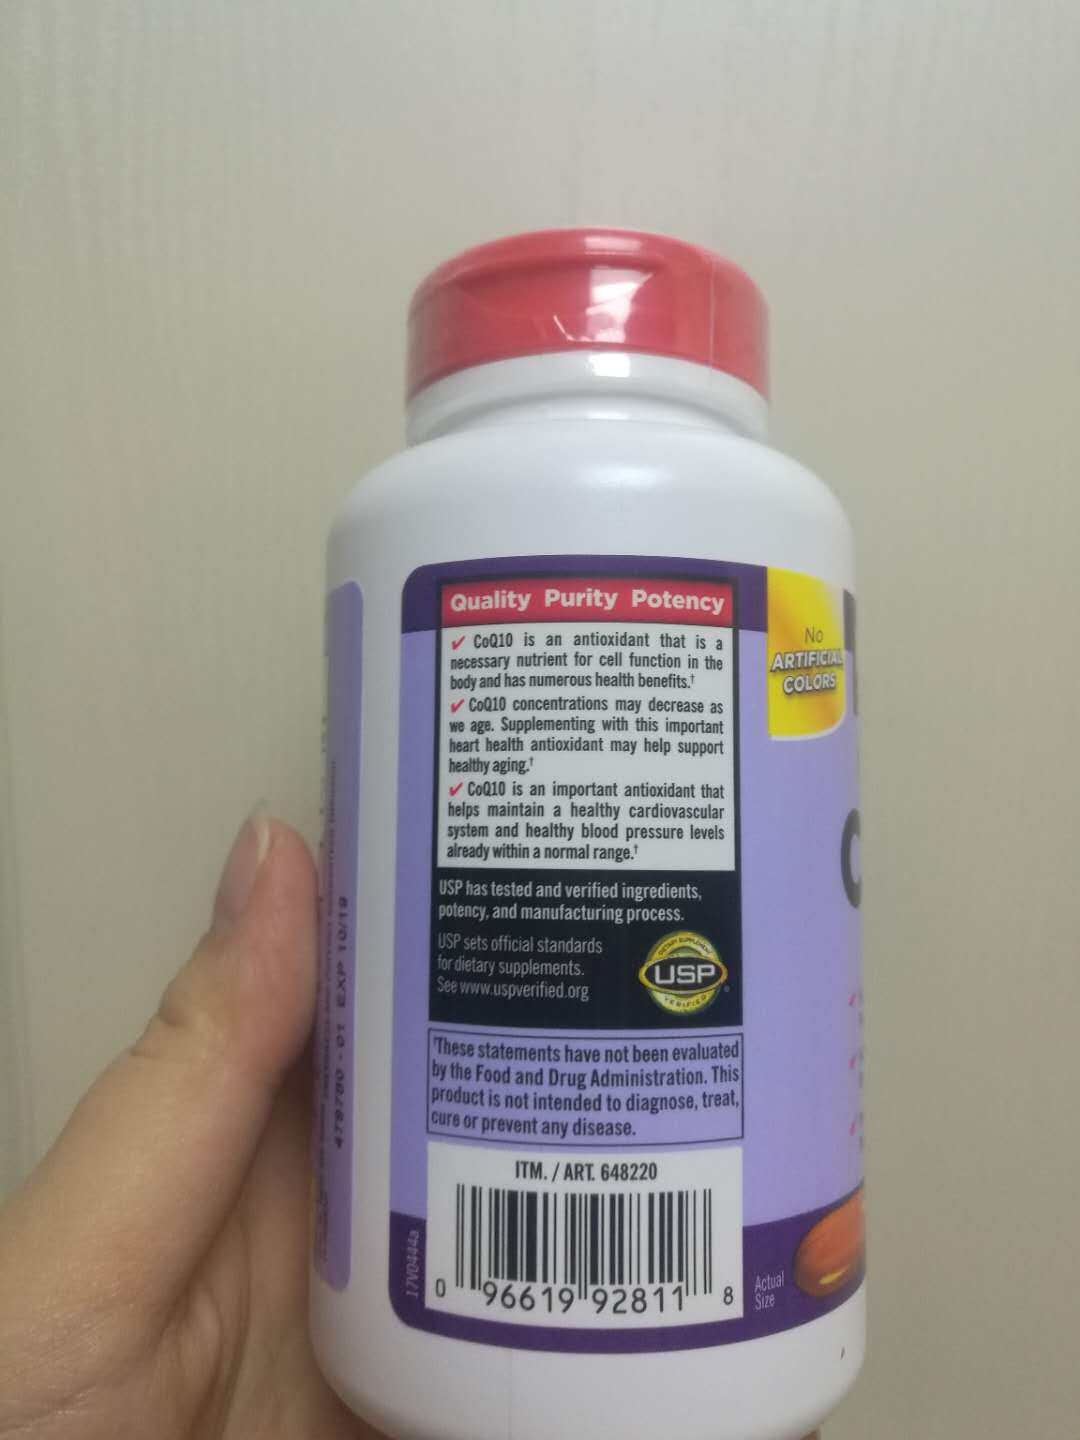 Quality Purity Potency
✓ CoQ10 is an antioxidant that is a
necessary nutrient for cell function in the
body and has numerous health benefits.†
✓ CoQ10 concentrations may decrease as
we age. Supplementing with this important
heart health antioxidant may help support
healthy aging.†
✓ CoQ10 is an important antioxidant that
helps maintain a healthy cardiovascular
system and healthy blood pressure levels
already within a normal range.†
USP has tested and verified ingredients,
potency, and manufacturing process.
USP sets official standards
for dietary supplements.
See www.uspverified.org
DIETARY SUPPLEMENT
USP
VERIFIED
®
†These statements have not been evaluated
by the Food and Drug Administration. This
product is not intended to diagnose, treat,
cure or prevent any disease.
ITM. / ART. 648220
0 96619 92811 8
17V0444a
No
ARTIFICIAL
COLORS
Actual
Size
EXP 10/19